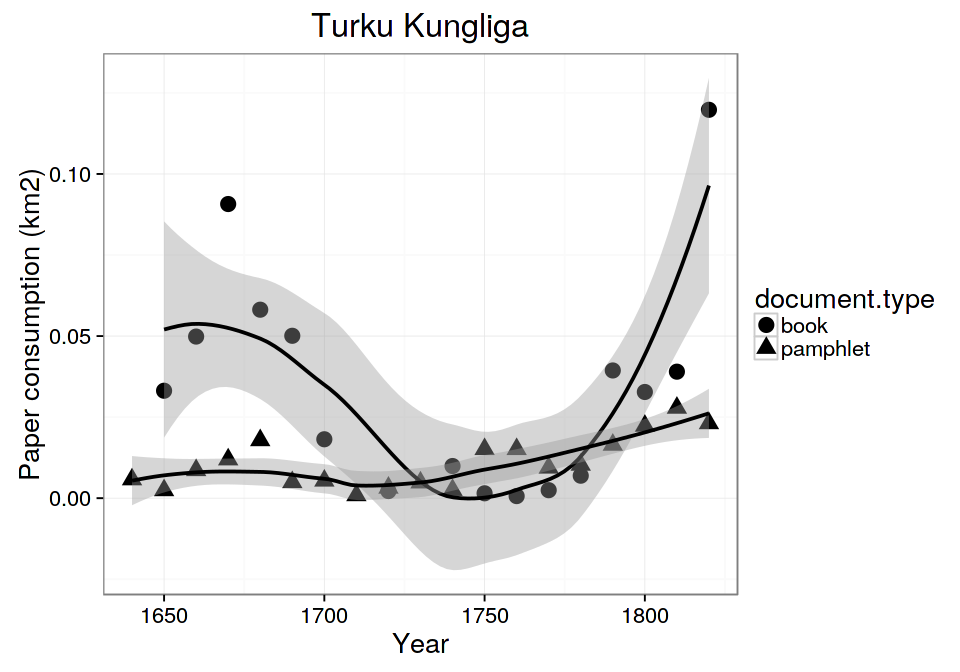 Turku Kungliga
Paper consumption (km2)
0.10
0.05
0.00
1650 1700 1750 1800
Year
document.type
book
pamphlet